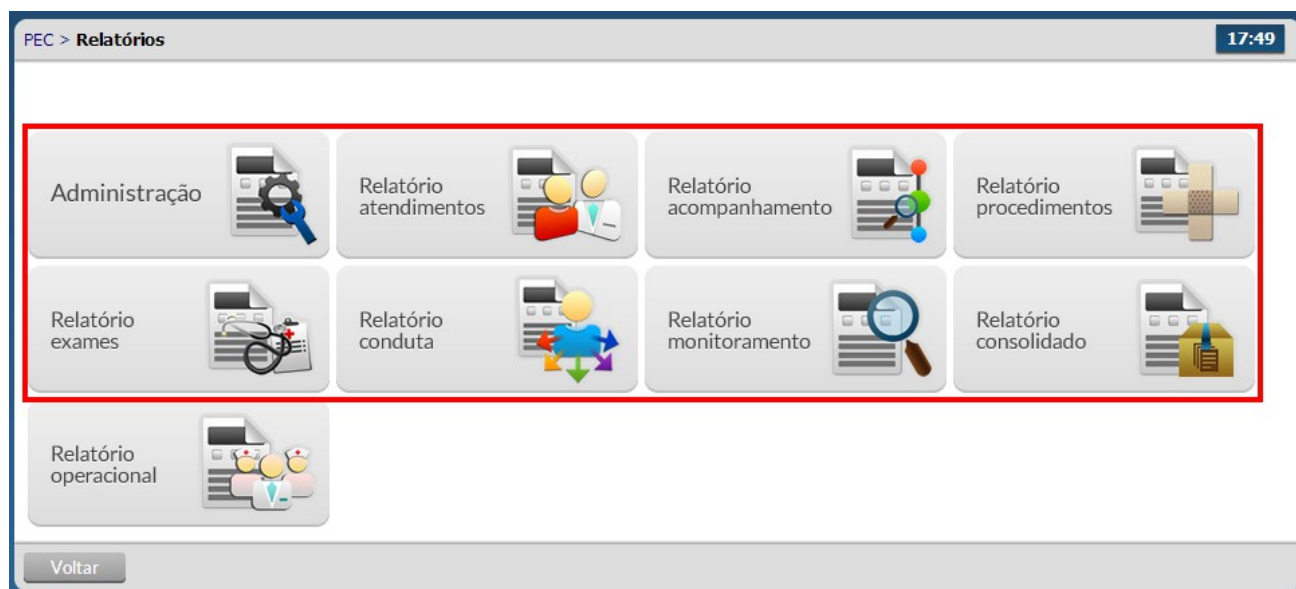 PEC > Relatórios
17:49
Administração
Relatório
atendimentos
Relatório
acompanhamento
Relatório
procedimentos
Relatório
exames
Relatório
conduta
Relatório
monitoramento
Relatório
consolidado
Relatório
operacional
Voltar